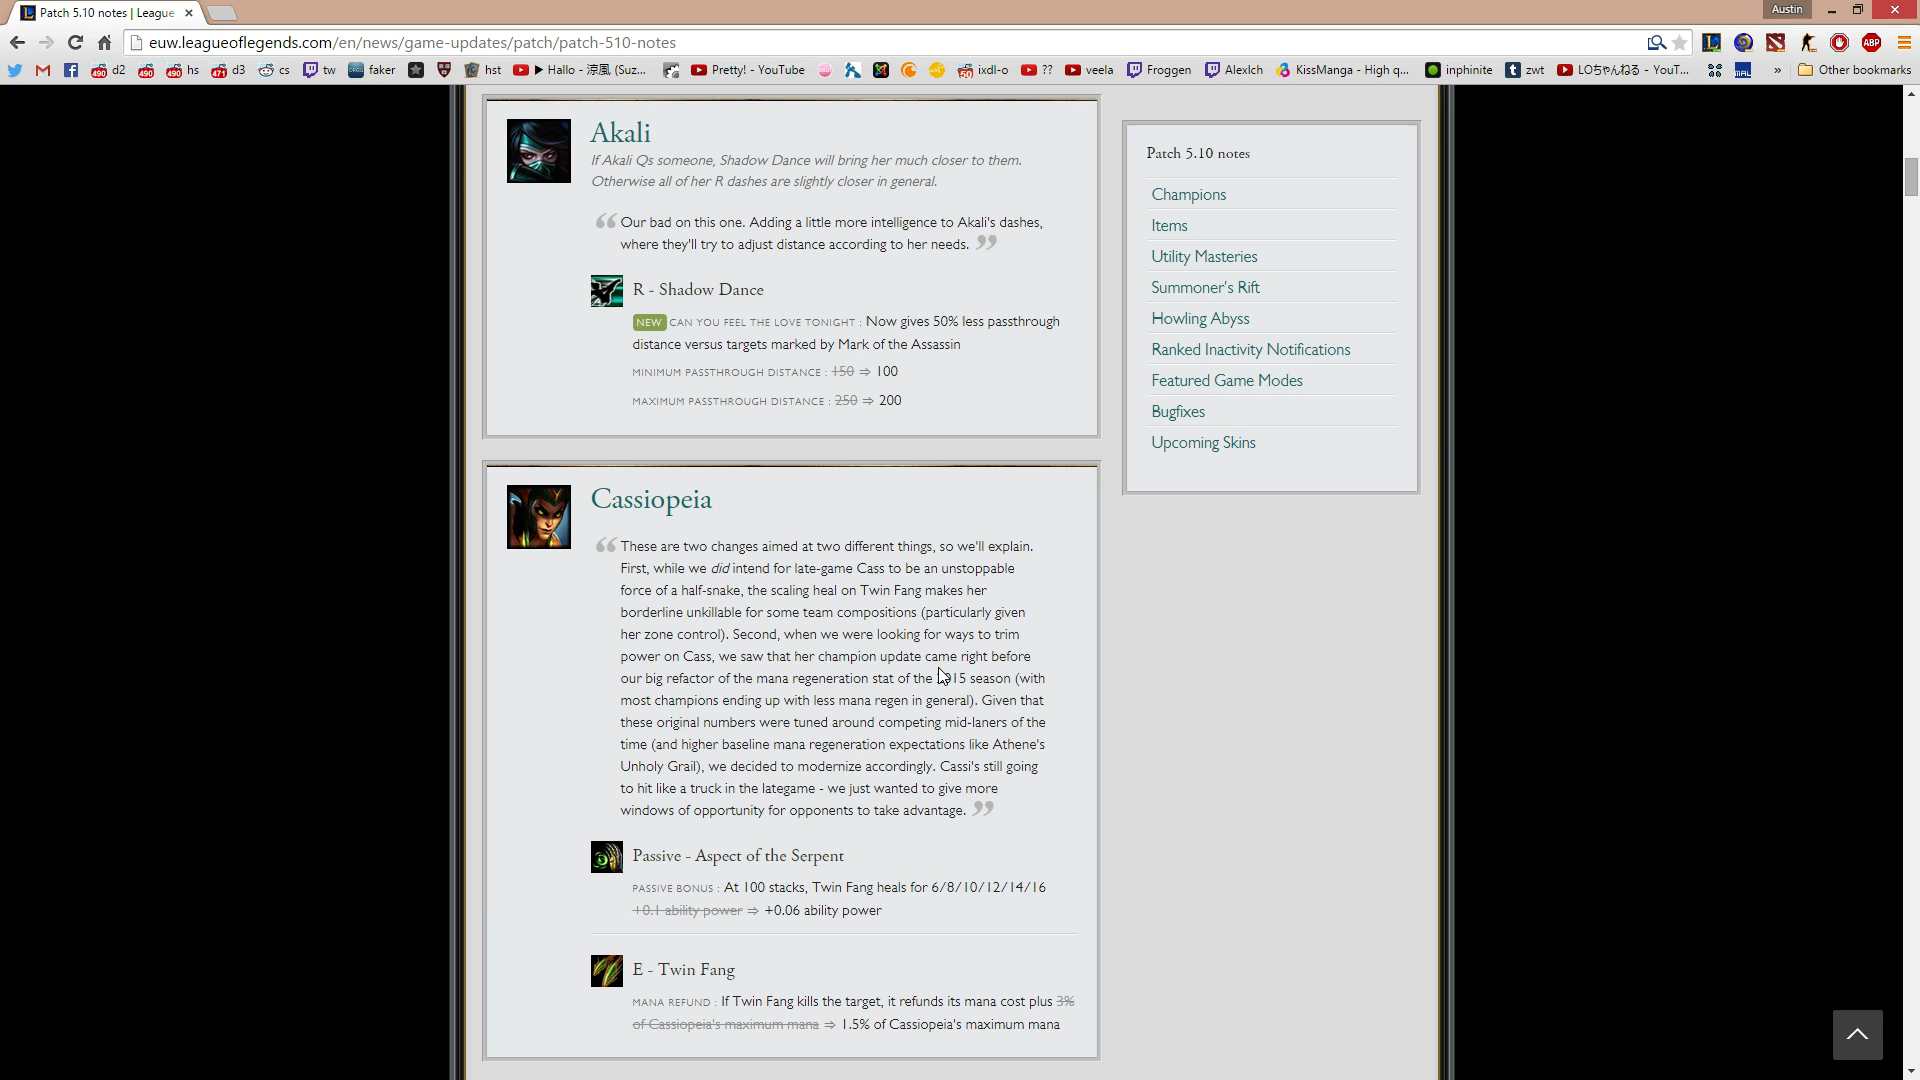 Patch 5.10 notes | League
Austin
euw.leagueoflegends.com/en/news/game-updates/patch/patch-510-notes
d2 hs d3 cs tw faker hst ▶ Hallo - 涼風 (Suz... Pretty! - YouTube ixdl-o ?? veela Froggen Alexlch KissManga - High q... inphinite zwt LOちゃんねる - YouT... » Other bookmarks
Akali
If Akali Qs someone, Shadow Dance will bring her much closer to them.
Otherwise all of her R dashes are slightly closer in general.
“ Our bad on this one. Adding a little more intelligence to Akali's dashes,
where they'll try to adjust distance according to her needs. ”
R - Shadow Dance
NEW CAN YOU FEEL THE LOVE TONIGHT : Now gives 50% less passthrough
distance versus targets marked by Mark of the Assassin
MINIMUM PASSTHROUGH DISTANCE : 150 ⇒ 100
MAXIMUM PASSTHROUGH DISTANCE : 250 ⇒ 200
Cassiopeia
“ These are two changes aimed at two different things, so we'll explain.
First, while we did intend for late-game Cass to be an unstoppable
force of a half-snake, the scaling heal on Twin Fang makes her
borderline unkillable for some team compositions (particularly given
her zone control). Second, when we were looking for ways to trim
power on Cass, we saw that her champion update came right before
our big refactor of the mana regeneration stat of the season (with
most champions ending up with less mana regen in general). Given that
these original numbers were tuned around competing mid-laners of the
time (and higher baseline mana regeneration expectations like Athene's
Unholy Grail), we decided to modernize accordingly. Cassi's still going
to hit like a truck in the lategame - we just wanted to give more
windows of opportunity for opponents to take advantage. ”
Passive - Aspect of the Serpent
PASSIVE BONUS : At 100 stacks, Twin Fang heals for 6/8/10/12/14/16
+0.1 ability power ⇒ +0.06 ability power
E - Twin Fang
MANA REFUND : If Twin Fang kills the target, it refunds its mana cost plus 3%
of Cassiopeia's maximum mana ⇒ 1.5% of Cassiopeia's maximum mana
Patch 5.10 notes
Champions
Items
Utility Masteries
Summoner's Rift
Howling Abyss
Ranked Inactivity Notifications
Featured Game Modes
Bugfixes
Upcoming Skins